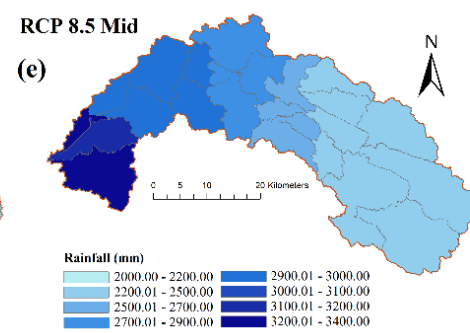 RCP 8.5 Mid
(e)
N
0 5 10 20 Kilometers
Rainfall (mm)
2000.00 - 2200.00
2200.01 - 2500.00
2500.01 - 2700.00
2700.01 - 2900.00
2900.01 - 3000.00
3000.01 - 3100.00
3100.01 - 3200.00
3200.01 - 3400.00